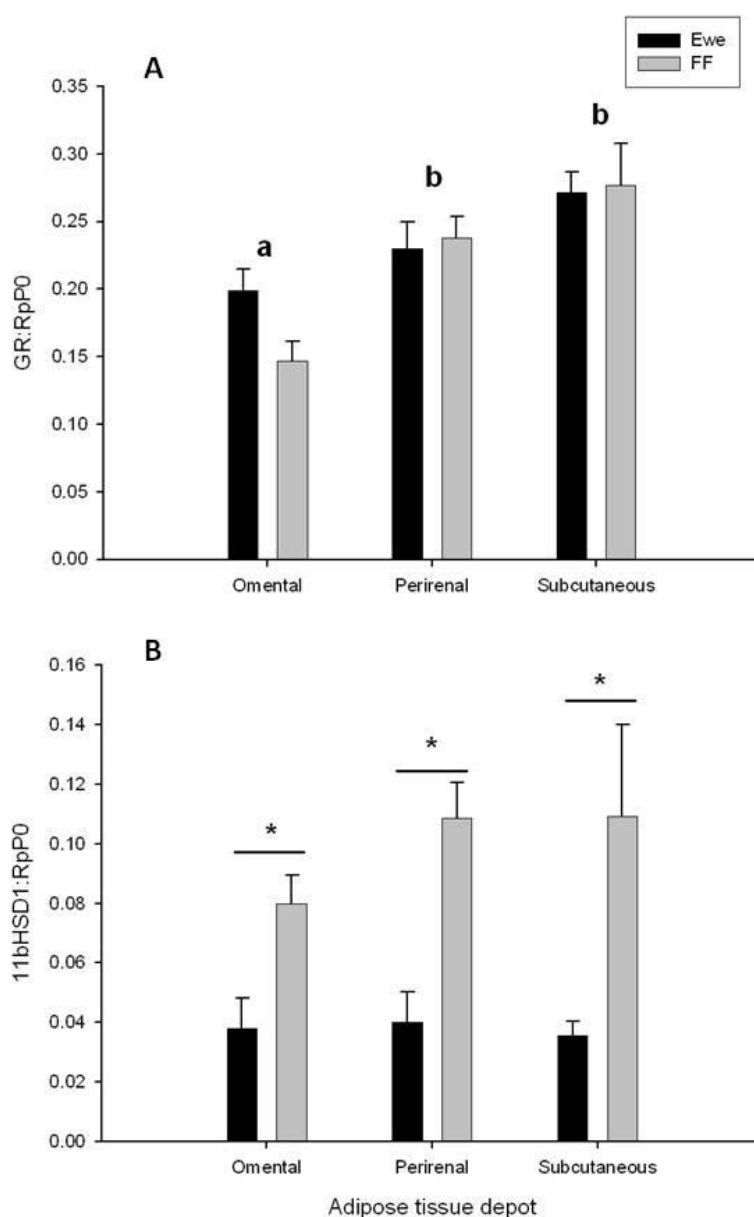 Ewe
FF
A
0.35
0.30
0.25
0.20
0.15
0.10
0.05
0.00
GR:RpP0
a
b
b
Omental Perirenal Subcutaneous
B
0.16
0.14
0.12
0.10
0.08
0.06
0.04
0.02
0.00
11bHSD1:RpP0
*
*
*
Omental Perirenal Subcutaneous
Adipose tissue depot